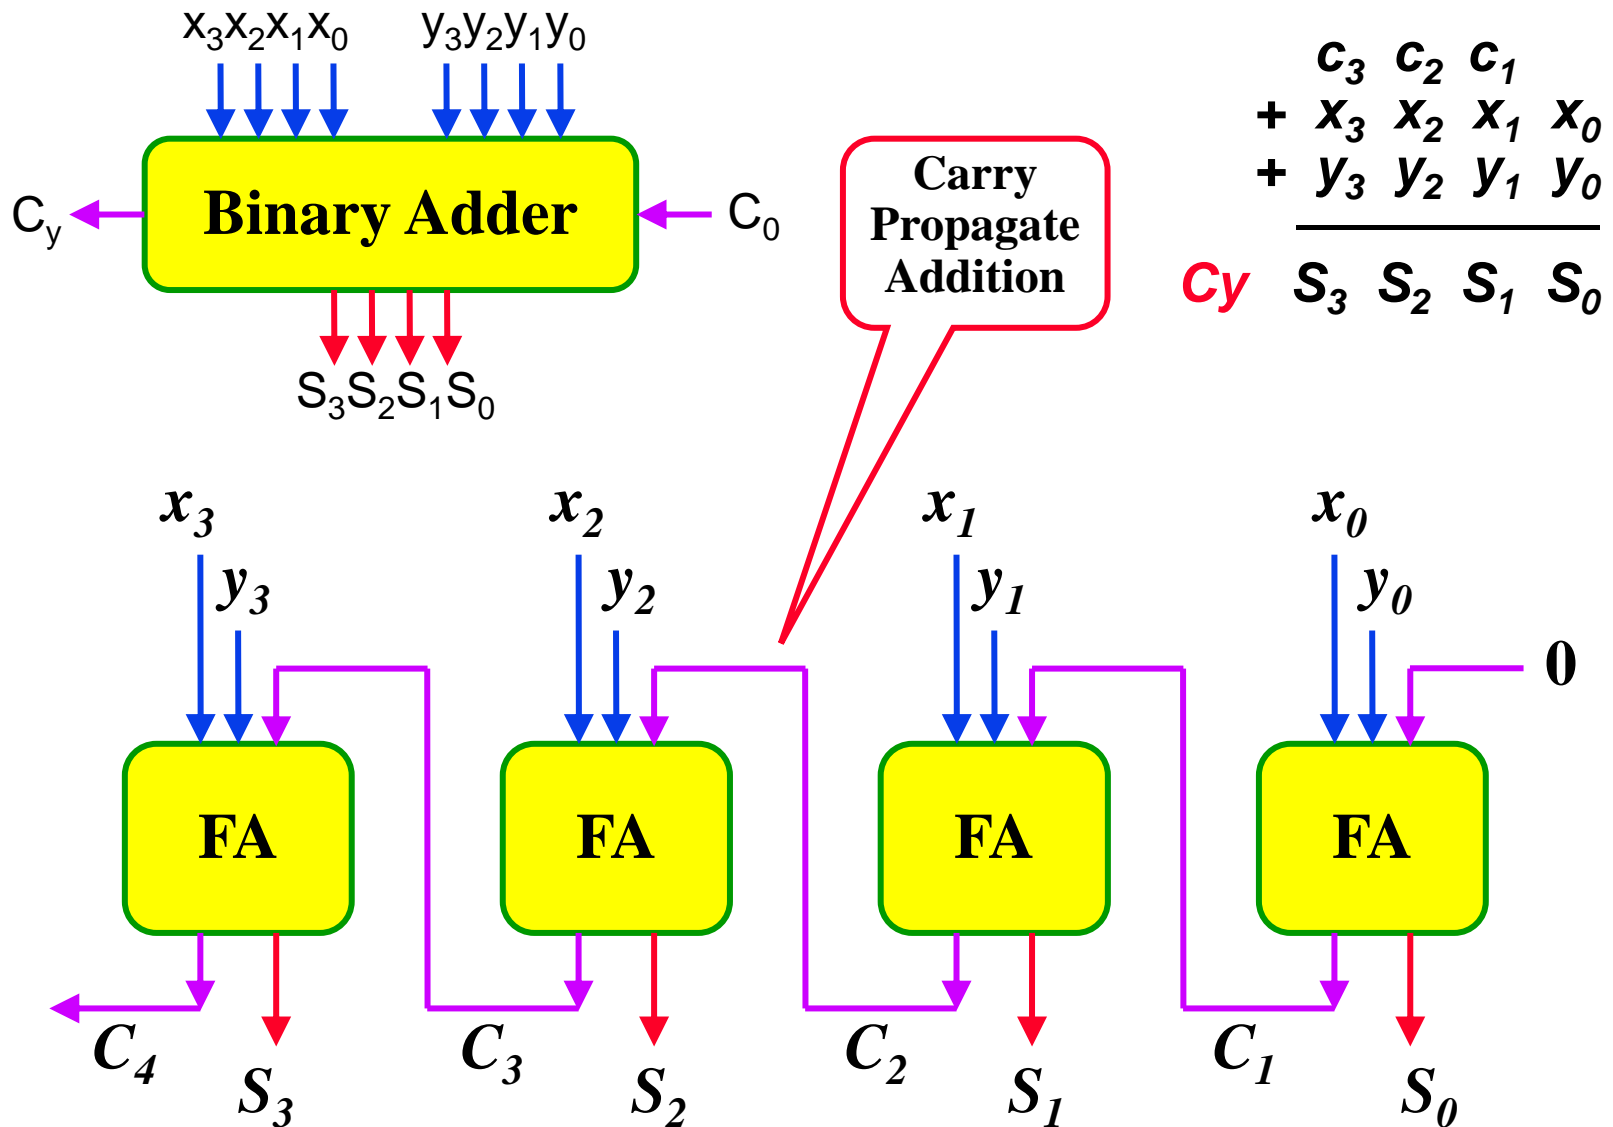 x₃x₂x₁x₀ y₃y₂y₁y₀
C_y Binary Adder C₀
S₃S₂S₁S₀
Carry
Propagate
Addition
c₃ c₂ c₁
+ x₃ x₂ x₁ x₀
+ y₃ y₂ y₁ y₀
Cy S₃ S₂ S₁ S₀
x₃ x₂ x₁ x₀
y₃ y₂ y₁ y₀
0
FA FA FA FA
C₄ C₃ C₂ C₁
S₃ S₂ S₁ S₀